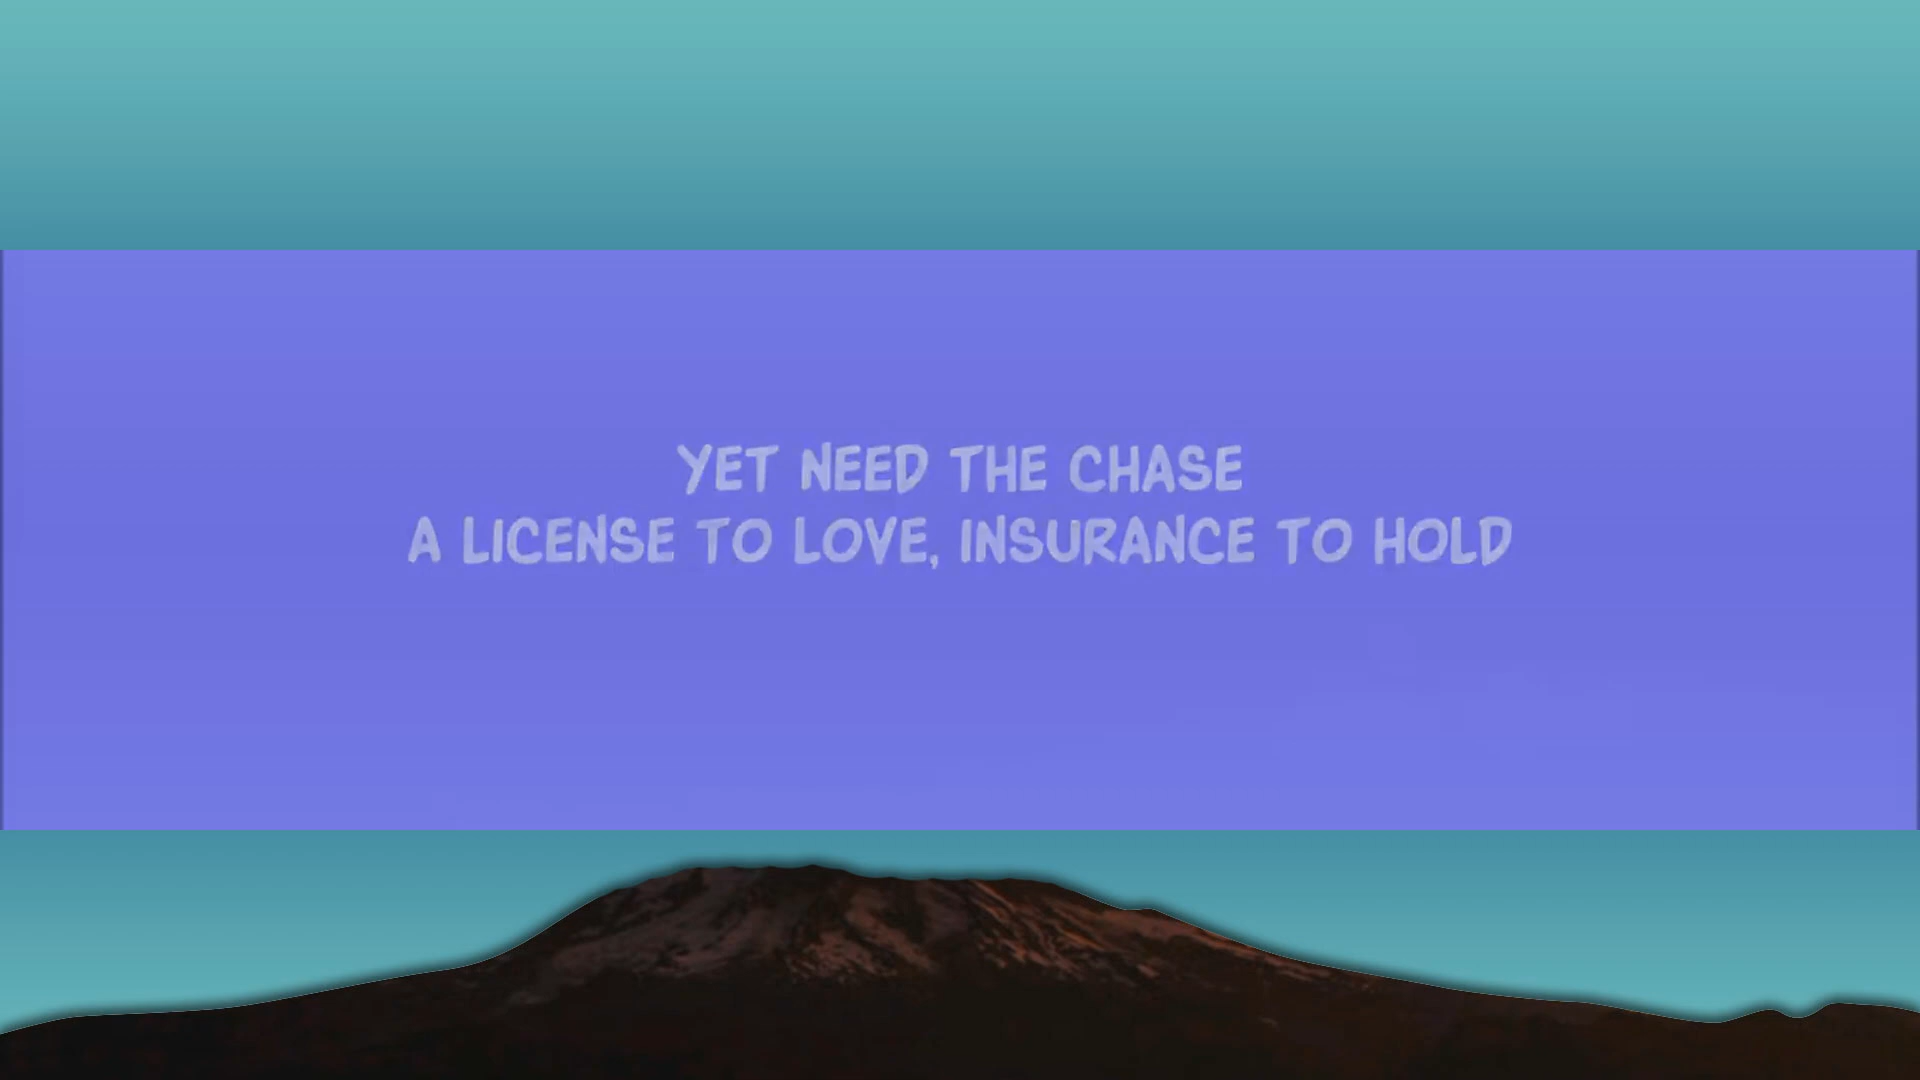 YET NEED THE CHASE
A LICENSE TO LOVE, INSURANCE TO HOLD